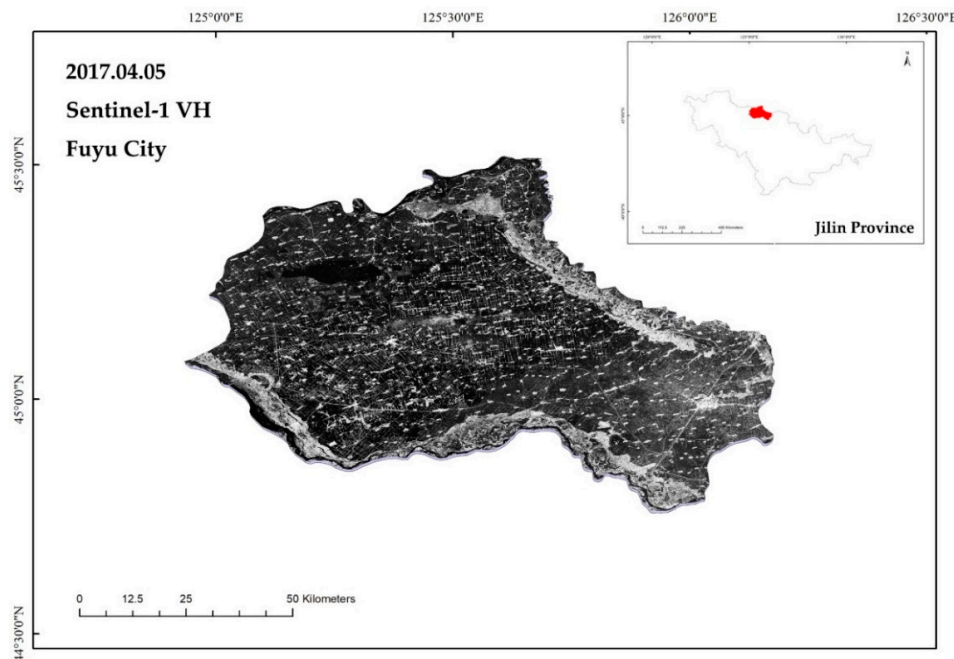 125°0'0"E 125°30'0"E 126°0'0"E 126°30'0"E
2017.04.05
Sentinel-1 VH
Fuyu City
N
Jilin Province
45°30'0"N
45°0'0"N
44°30'0"N
0 12.5 25 50 Kilometers